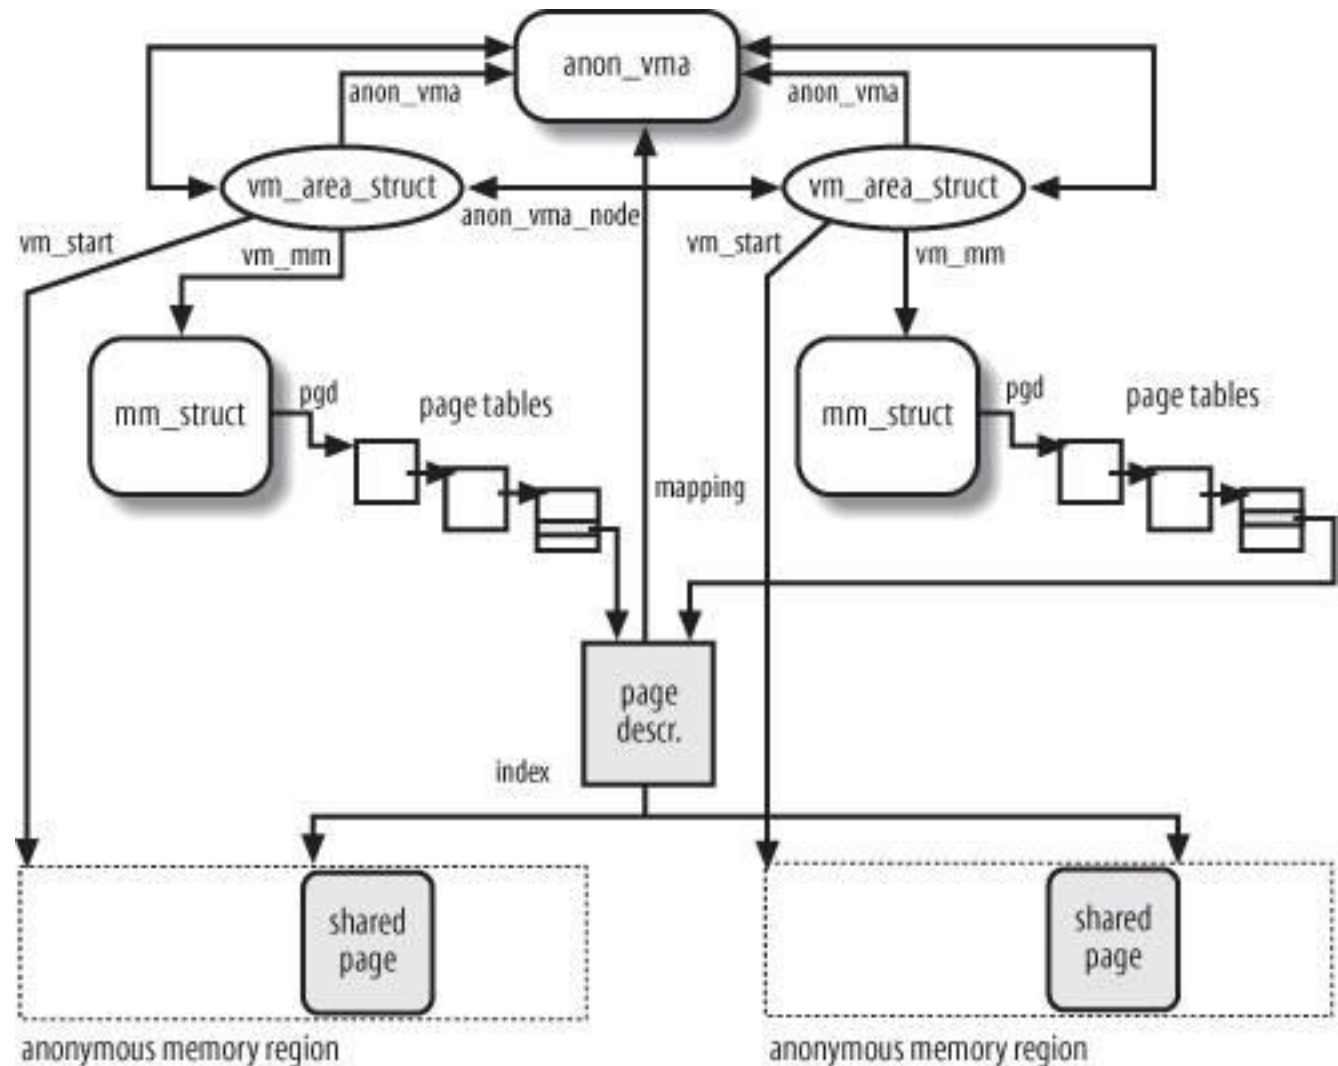 anon_vma
anon_vma
anon_vma
vm_area_struct
vm_area_struct
anon_vma_node
vm_start
vm_mm
vm_start
vm_mm
mm_struct
pgd
page tables
mm_struct
pgd
page tables
mapping
page
descr.
index
shared
page
shared
page
anonymous memory region
anonymous memory region